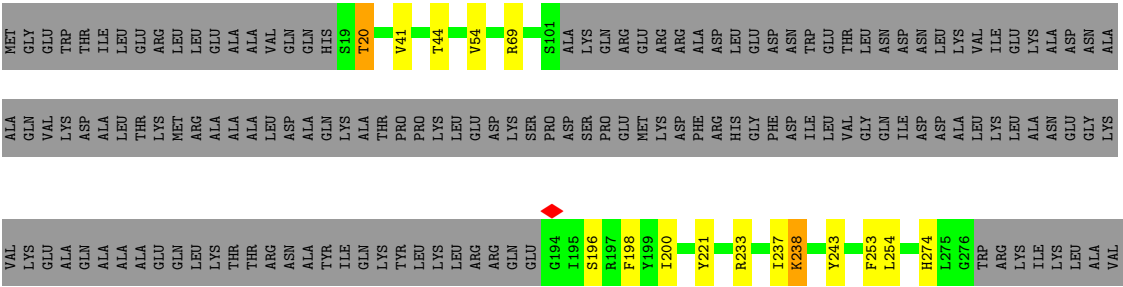 MET GLY GLU TRP THR ILE LEU GLU ARG LEU LEU GLU ALA ALA VAL GLN GLN HIS S19 T20 V41 T44 V54 R69 S101 ALA LYS GLN ARG GLU ARG ARG ALA ASP LEU GLU ASP ASN TRP GLU THR LEU ASN ASP ASN LEU LYS VAL ILE GLU LYS ALA ASP ASN ALA
ALA GLN VAL LYS ASP ALA LEU THR LYS MET ARG ALA ALA ALA LEU ASP ALA GLN LYS ALA THR PRO PRO LYS LEU GLU ASP LYS SER PRO ASP SER PRO GLU MET LYS ASP PHE ARG HIS GLY PHE ASP ILE LEU VAL GLY GLN ILE ASP ASP ALA LEU LYS LEU ALA ASN GLU GLY LYS
VAL LYS GLU ALA GLN ALA ALA ALA GLU GLN LEU LYS THR THR ARG ASN ALA TYR ILE GLN LYS TYR LEU LYS LEU ARG ARG GLN GLU G194 I195 S196 R197 F198 Y199 I200 Y221 R233 I237 K238 Y243 F253 L254 H274 L275 G276 TRP ARG LYS ILE LYS LEU ALA VAL